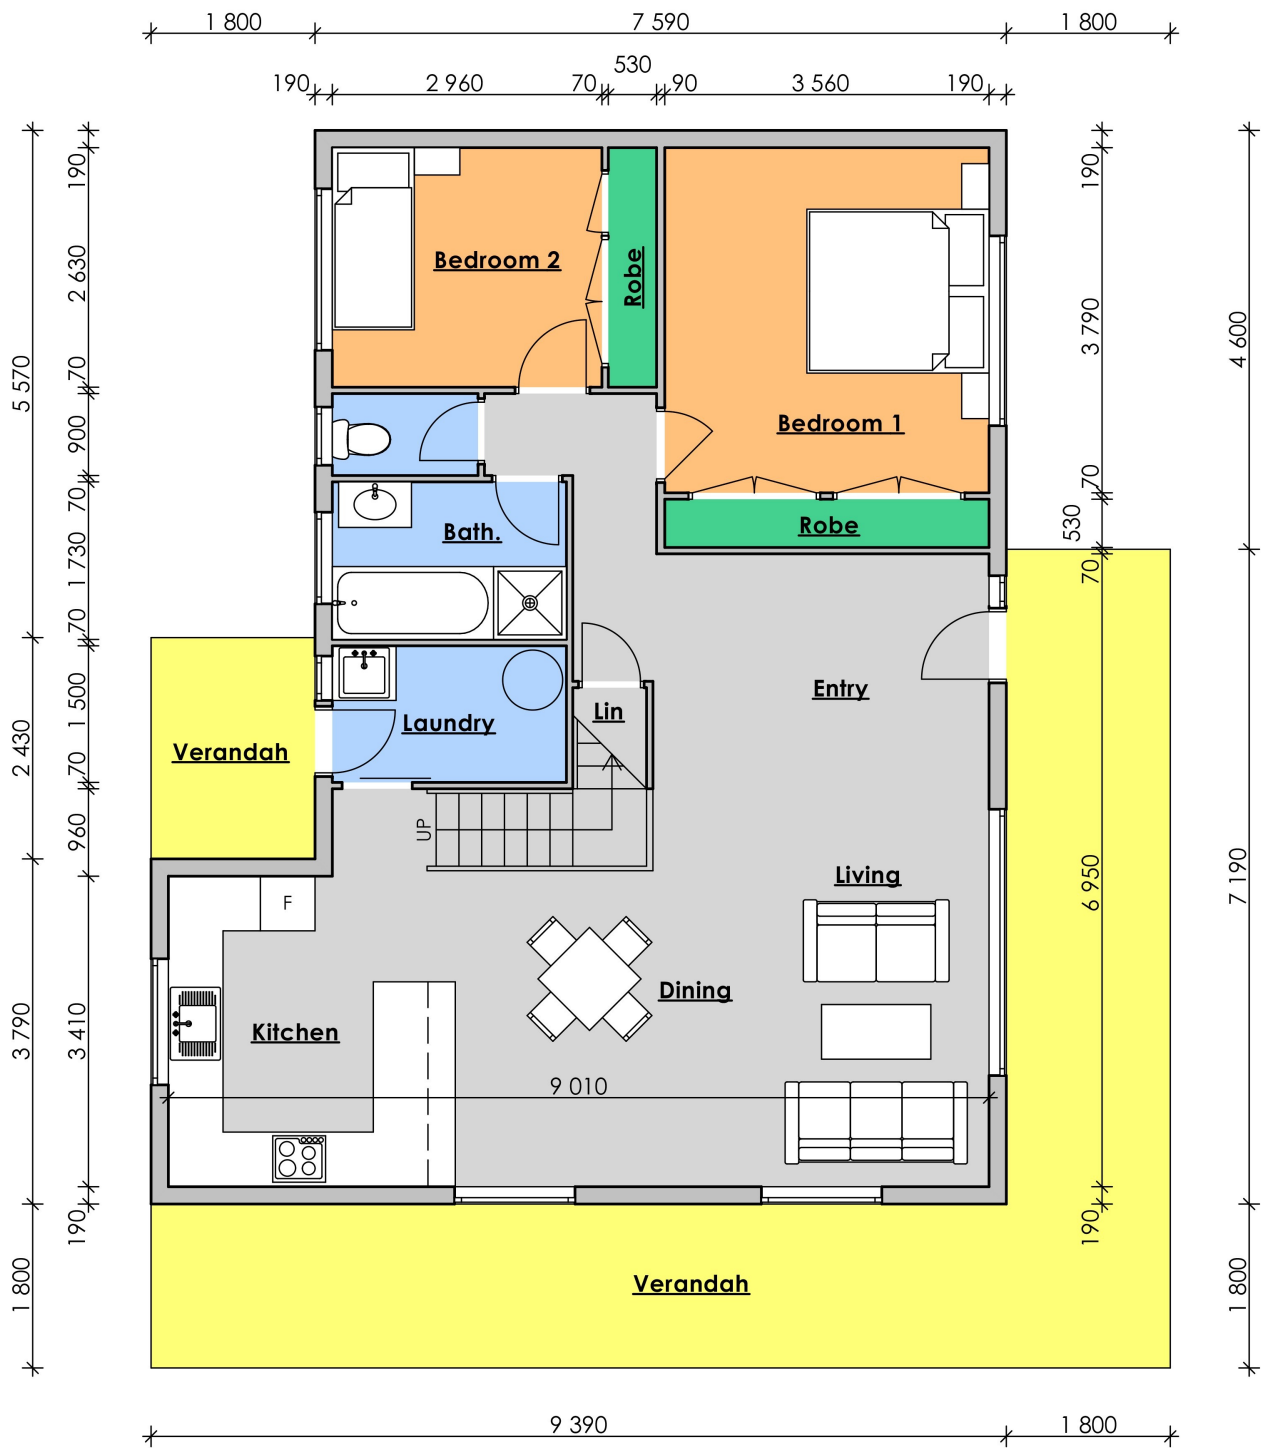 1 800 7 590 1 800
530
190 2 960 70 90 3 560 190
190
190
2 630
Bedroom 2
Robe
3 790
4 600
5 570
70
900
Bedroom 1
70
70
Robe
530
Bath.
1 730
70
70
Entry
1 500
Lin
Laundry
Verandah
2 430
70
960
UP
Living
6 950
7 190
F
Dining
Kitchen
3 410
3 790
9 010
190
190
Verandah
1 800
1 800
9 390 1 800